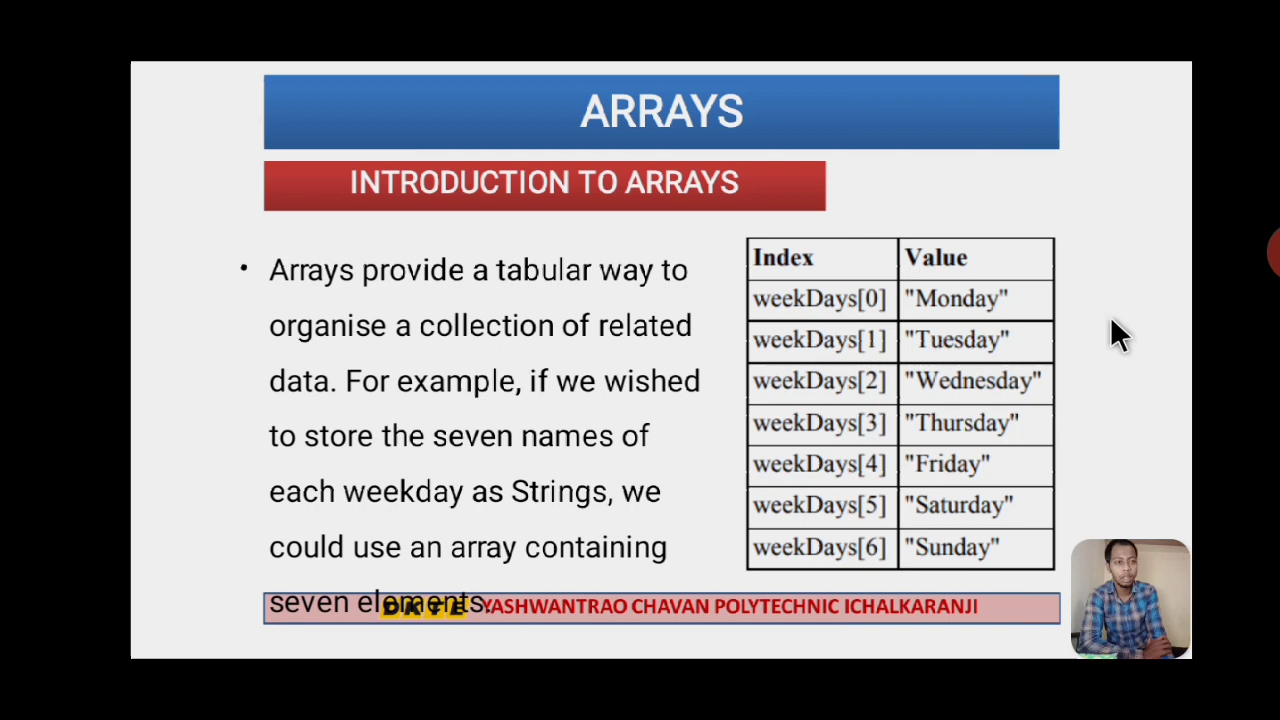 ARRAYS
INTRODUCTION TO ARRAYS
• Arrays provide a tabular way to
organise a collection of related
data. For example, if we wished
to store the seven names of
each weekday as Strings, we
could use an array containing
seven elements.
Index Value
weekDays[0] "Monday"
weekDays[1] "Tuesday"
weekDays[2] "Wednesday"
weekDays[3] "Thursday"
weekDays[4] "Friday"
weekDays[5] "Saturday"
weekDays[6] "Sunday"
DKTE YASHWANTRAO CHAVAN POLYTECHNIC ICHALKARANJI